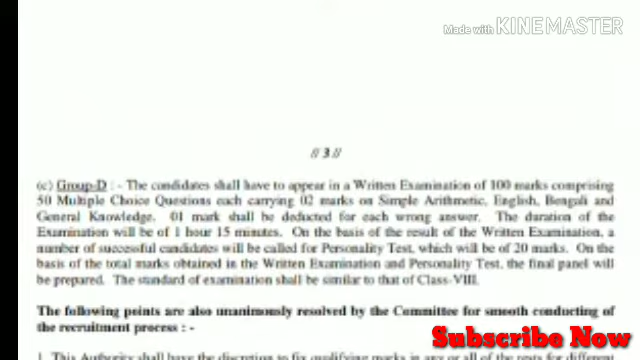 Made with KINEMASTER
// 3 //
(c) Group-D : - The candidates shall have to appear in a Written Examination of 100 marks comprising
50 Multiple Choice Questions each carrying 02 marks on Simple Arithmetic, English, Bengali and
General Knowledge. 01 mark shall be deducted for each wrong answer. The duration of the
Examination will be of 1 hour 15 minutes. On the basis of the result of the Written Examination, a
number of successful candidates will be called for Personality Test, which will be of 20 marks. On the
basis of the total marks obtained in the Written Examination and Personality Test, the final panel will
be prepared. The standard of examination shall be similar to that of Class-VIII.
The following points are also unanimously resolved by the Committee for smooth conducting of
the recruitment process : -
Subscribe Now
1. This Authority shall have the discretion to fix qualifying marks in any or all of the tests for different